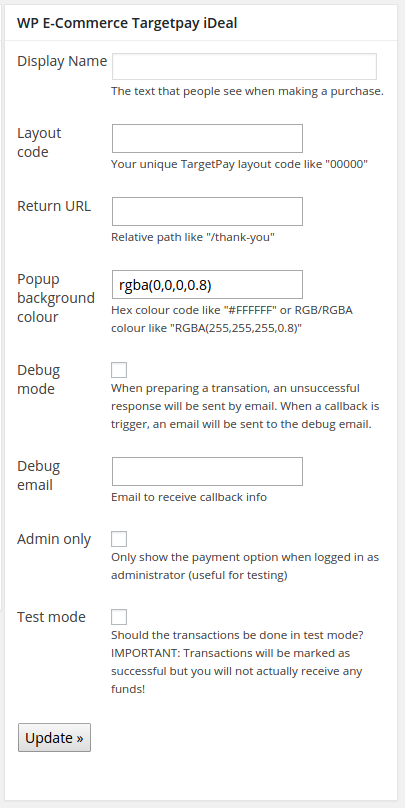 WP E-Commerce Targetpay iDeal
Display Name
The text that people see when making a purchase.
Layout
code
Your unique TargetPay layout code like "00000"
Return URL
Relative path like "/thank-you"
Popup
background
colour
rgba(0,0,0,0.8)
Hex colour code like "#FFFFFF" or RGB/RGBA
colour like "RGBA(255,255,255,0.8)"
Debug
mode
When preparing a transation, an unsuccessful
response will be sent by email. When a callback is
trigger, an email will be sent to the debug email.
Debug
email
Email to receive callback info
Admin only
Only show the payment option when logged in as
administrator (useful for testing)
Test mode
Should the transactions be done in test mode?
IMPORTANT: Transactions will be marked as
successful but you will not actually receive any
funds!
Update »